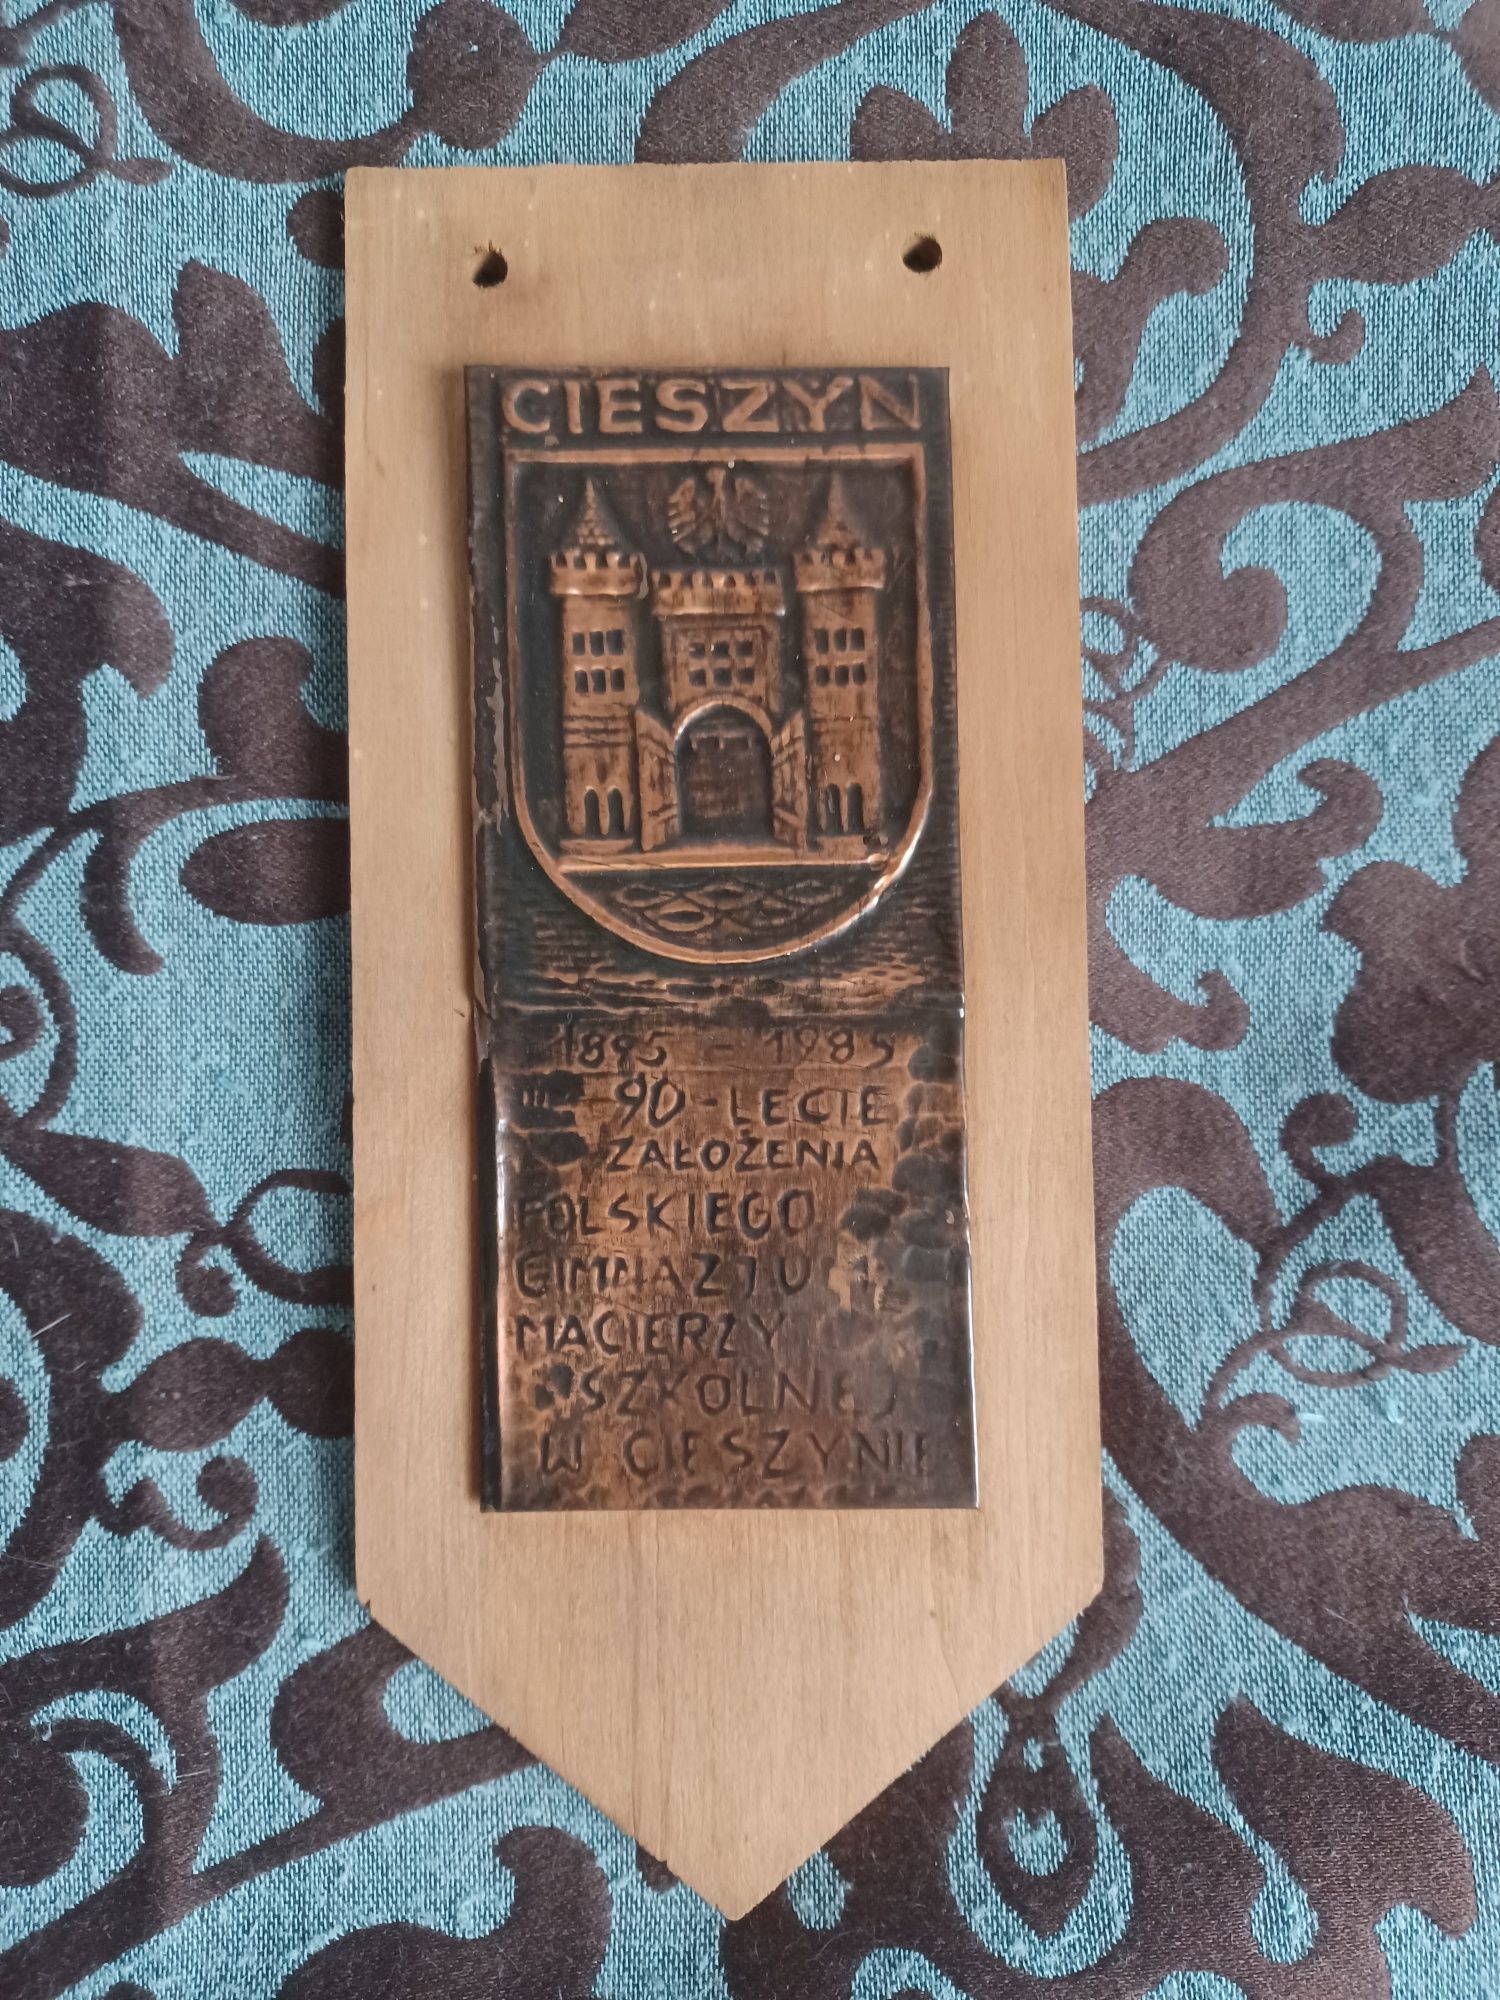 CIESZYN
1895 - 1985
90-LECIE
ZAŁOŻENIA
POLSKIEGO
GIMNAZJUM
MACIERZY
SZKOLNEJ
W CIESZYNIE